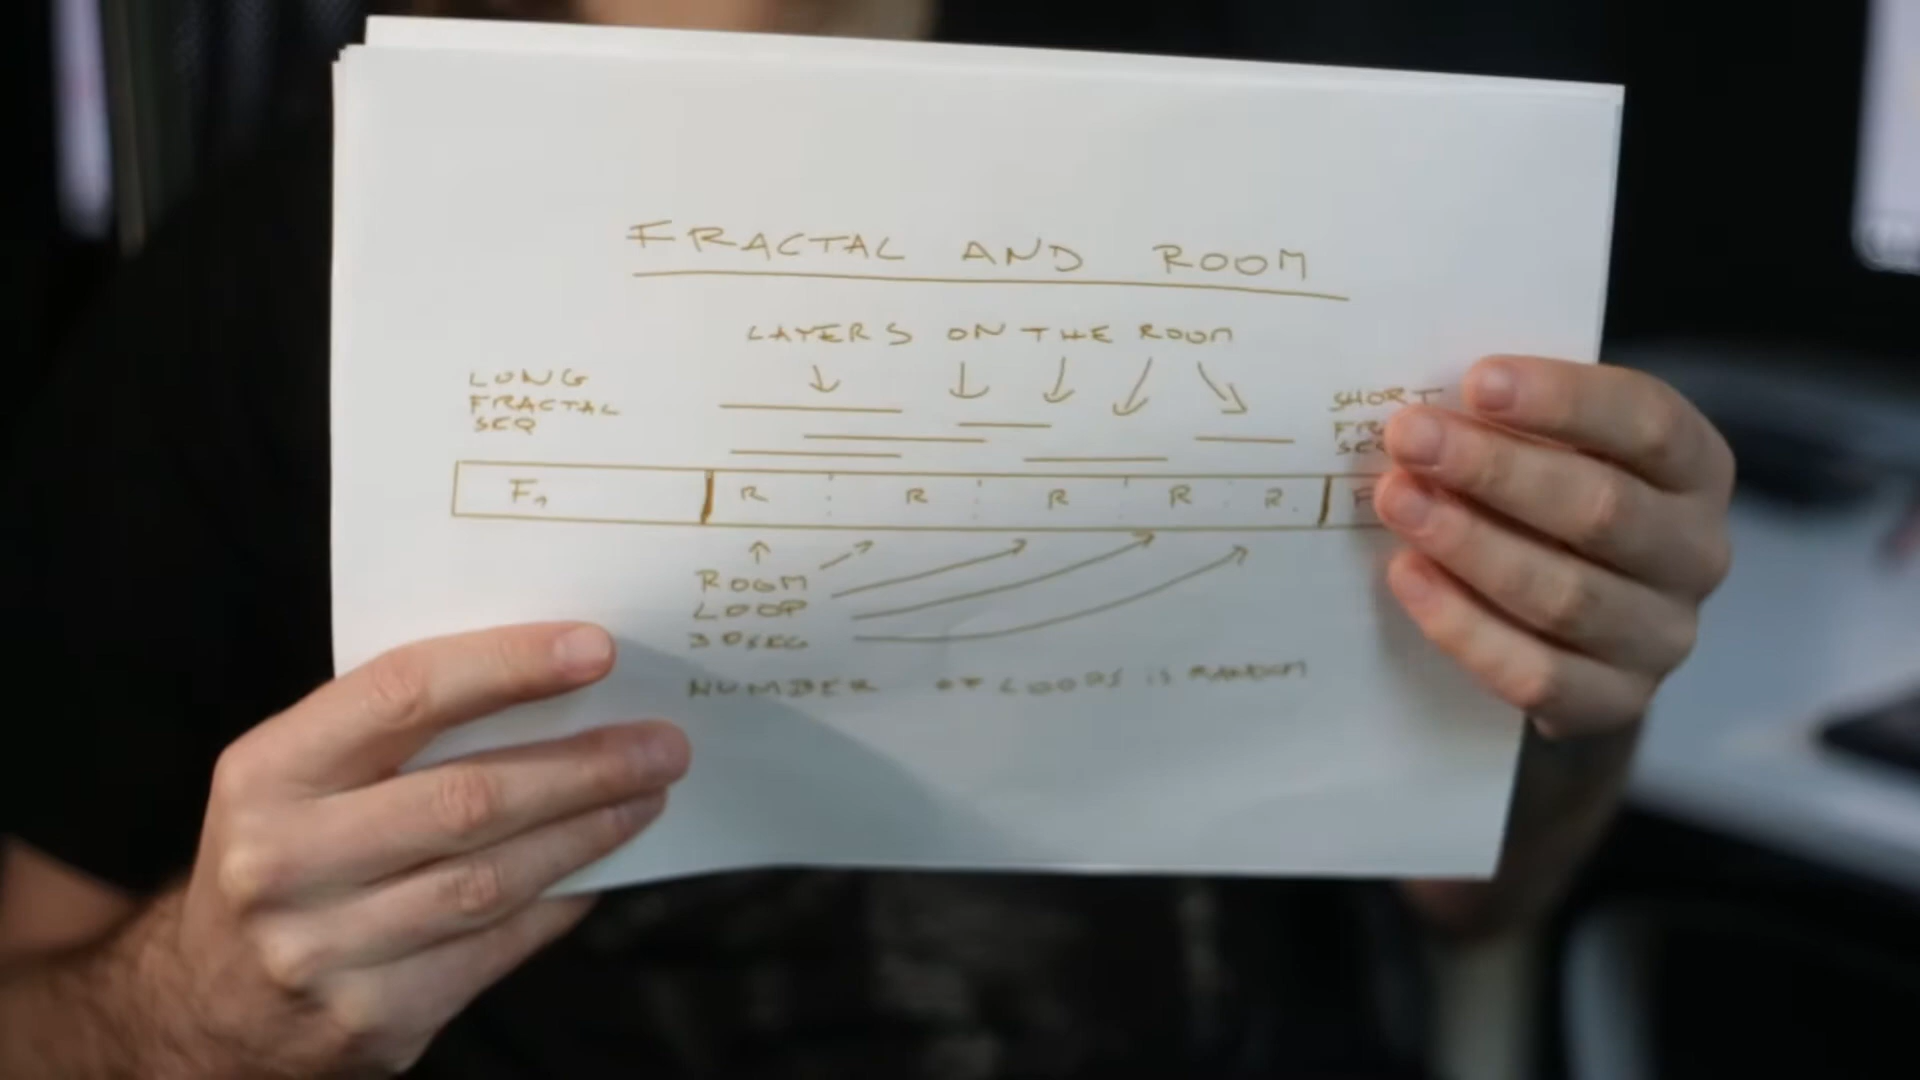 FRACTAL AND ROOM
LAYERS ON THE ROOM
LONG
FRACTAL
SEQ
SHORT
F1 R R R R R
ROOM
LOOP
30SEC
NUMBER OF LOOPS IS RANDOM